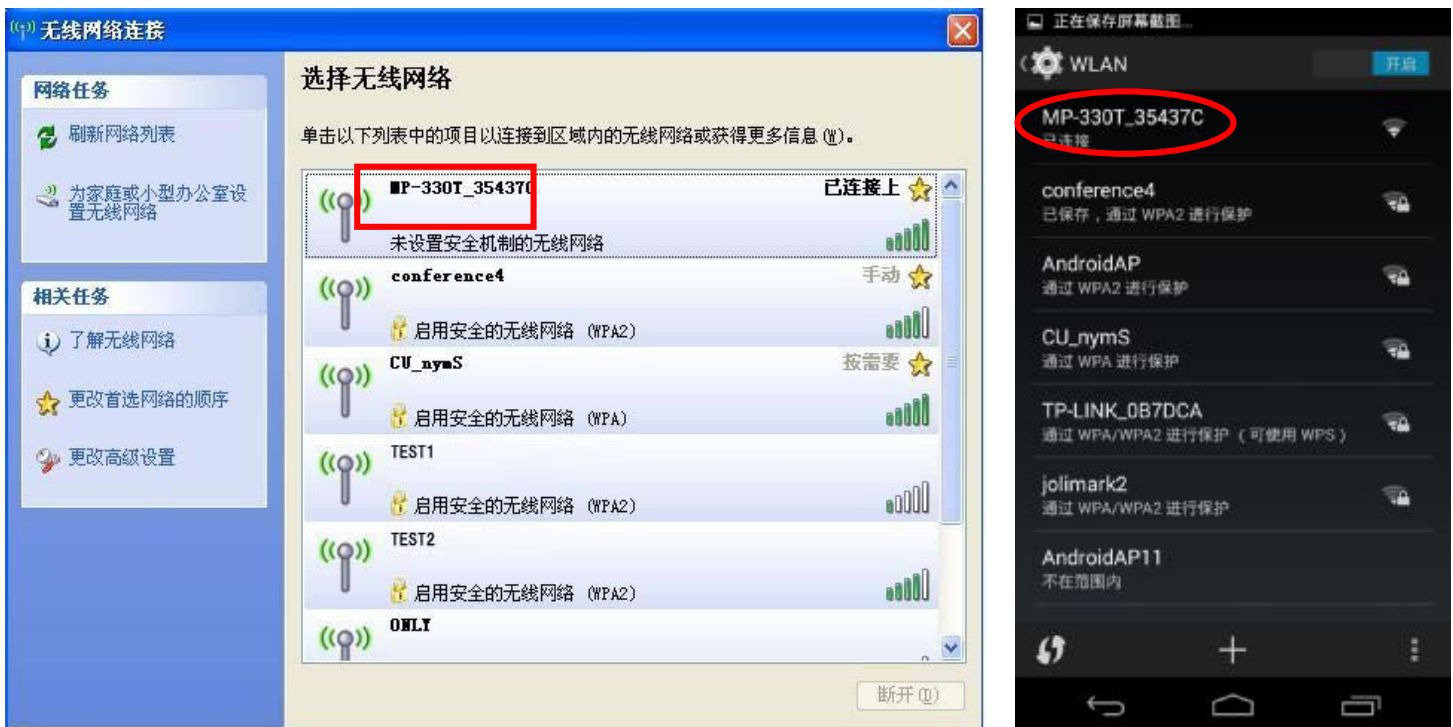 无线网络连接
网络任务
刷新网络列表
为家庭或小型办公室设
置无线网络
相关任务
了解无线网络
更改首选网络的顺序
更改高级设置
选择无线网络
单击以下列表中的项目以连接到区域内的无线网络或获得更多信息(W)。
MP-330T_35437C
已连接上
未设置安全机制的无线网络
conference4
手动
启用安全的无线网络 (WPA2)
CU_nymS
按需要
启用安全的无线网络 (WPA)
TEST1
启用安全的无线网络 (WPA2)
TEST2
启用安全的无线网络 (WPA2)
ONLY
断开(D)
正在保存屏幕截图...
WLAN
开启
MP-330T_35437C
已连接
conference4
已保存，通过 WPA2 进行保护
AndroidAP
通过 WPA2 进行保护
CU_nymS
通过 WPA 进行保护
TP-LINK_0B7DCA
通过 WPA/WPA2 进行保护（可使用 WPS）
jolimark2
通过 WPA/WPA2 进行保护
AndroidAP11
不在范围内